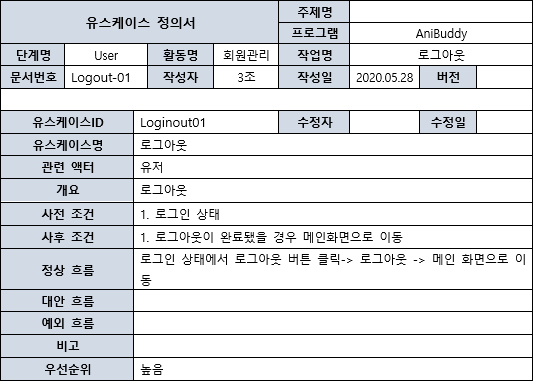 유스케이스 정의서
주제명
프로그램 AniBuddy
단계명 User 활동명 회원관리 작업명 로그아웃
문서번호 Logout-01 작성자 3조 작성일 2020.05.28 버전
유스케이스ID Loginout01 수정자 수정일
유스케이스명 로그아웃
관련 액터 유저
개요 로그아웃
사전 조건 1. 로그인 상태
사후 조건 1. 로그아웃이 완료됐을 경우 메인화면으로 이동
정상 흐름 로그인 상태에서 로그아웃 버튼 클릭-> 로그아웃 -> 메인 화면으로 이
동
대안 흐름
예외 흐름
비고
우선순위 높음